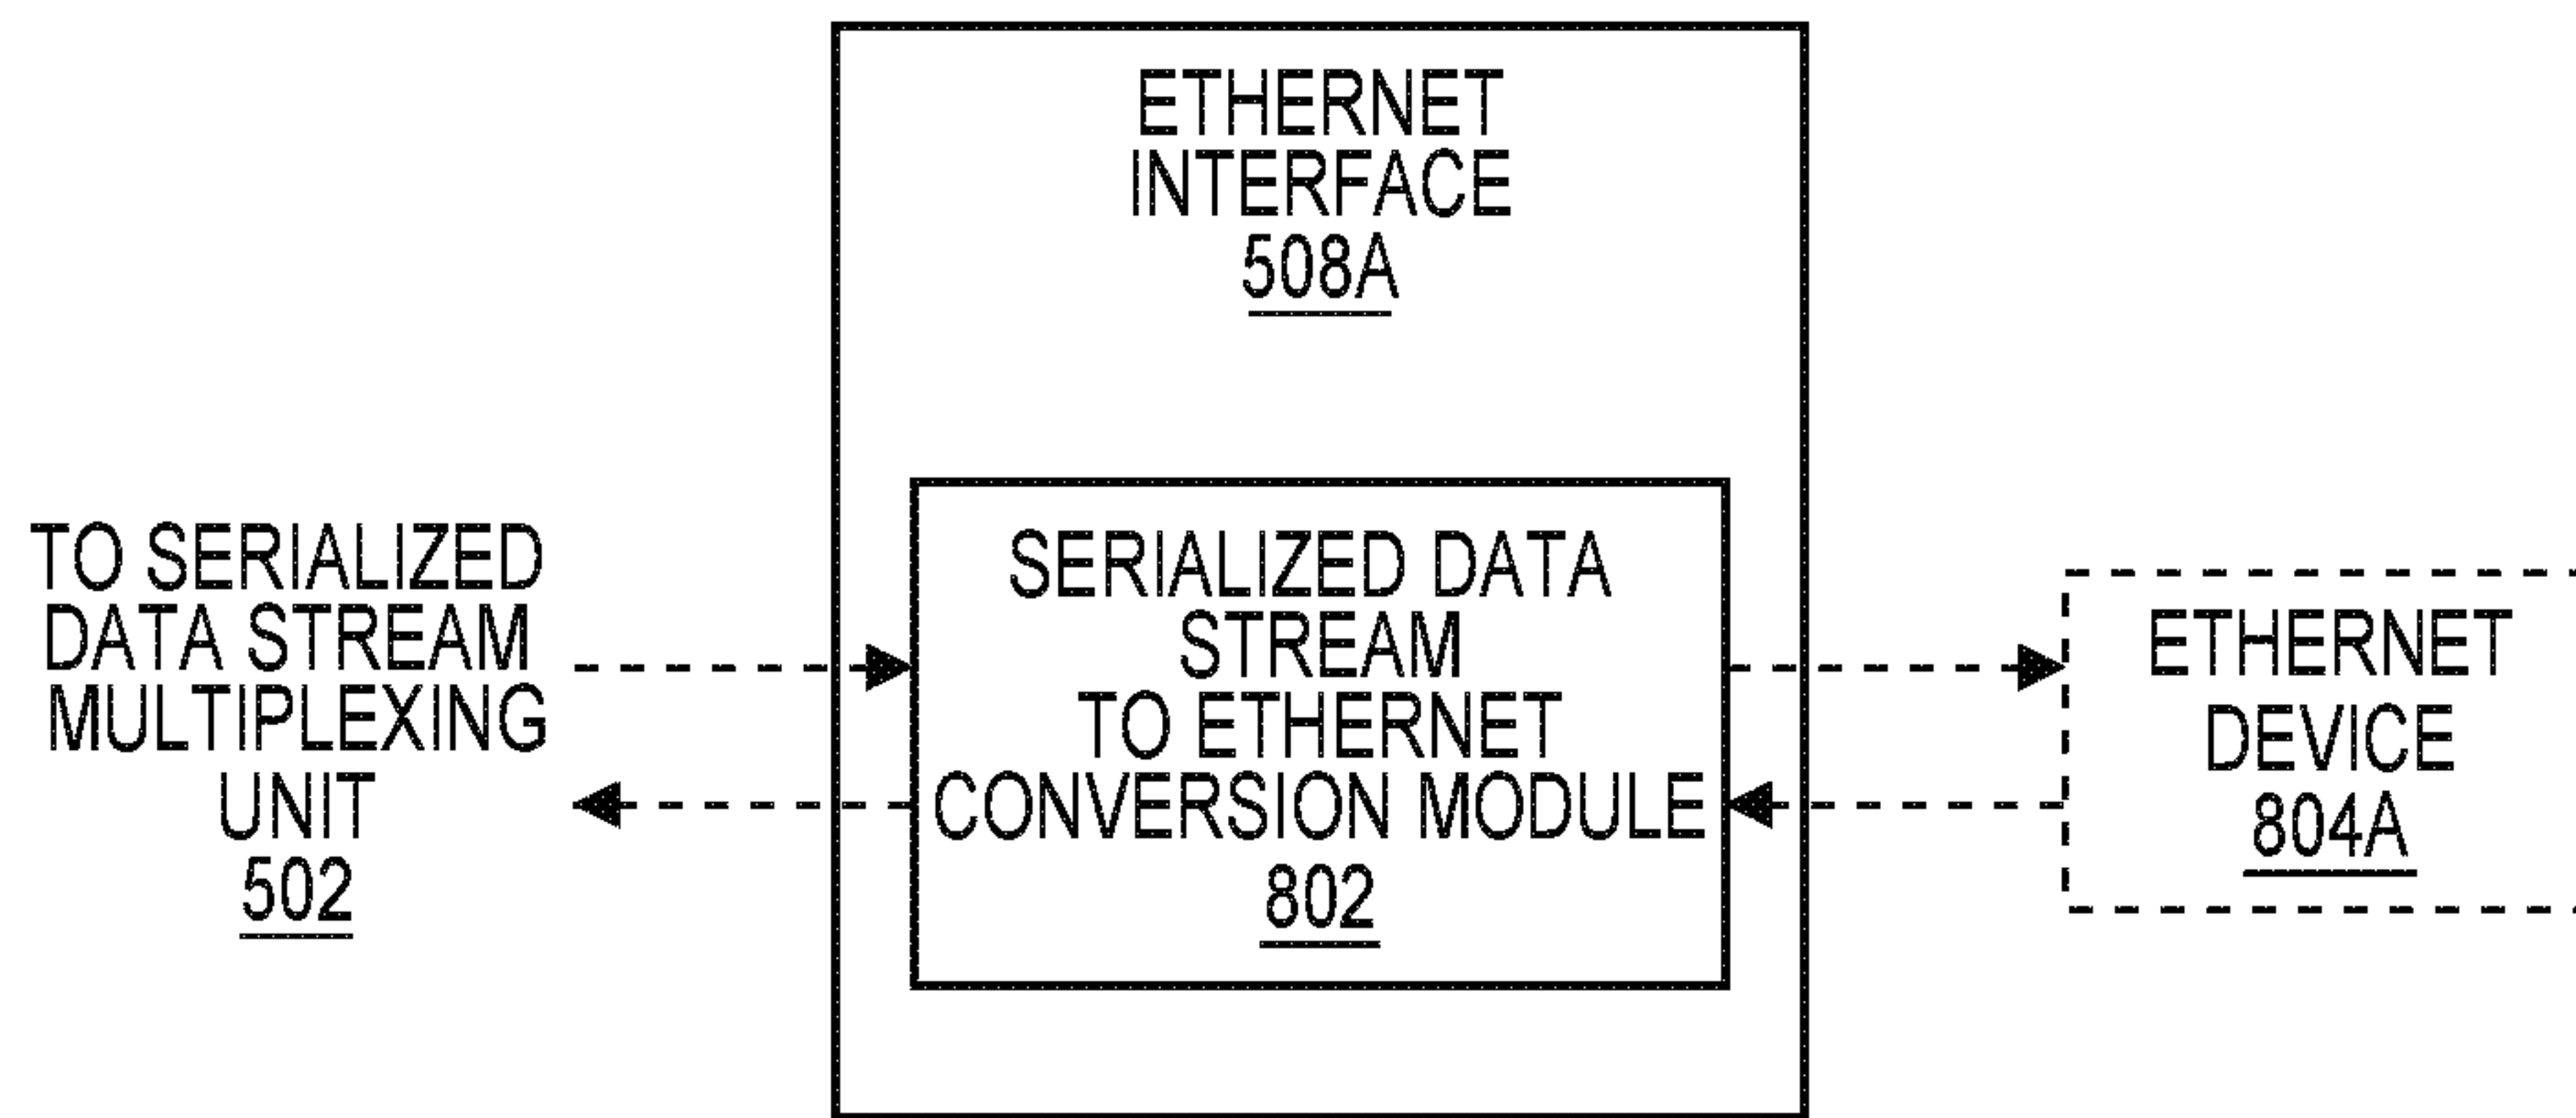 ETHERNET
INTERFACE
508A
TO SERIALIZED
DATA STREAM
MULTIPLEXING
UNIT
502
SERIALIZED DATA
STREAM
TO ETHERNET
CONVERSION MODULE
802
ETHERNET
DEVICE
804A